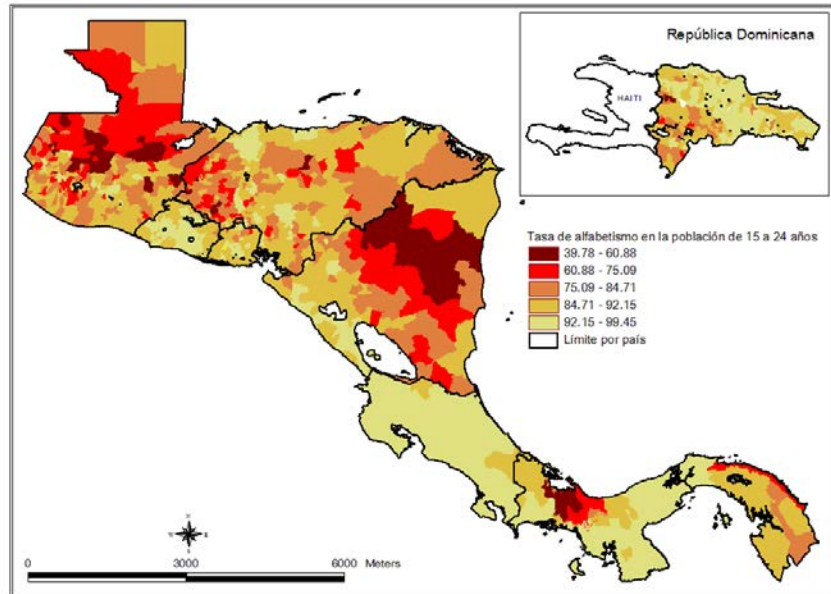 República Dominicana
HAITI
Tasa de alfabetismo en la población de 15 a 24 años
39.78 - 60.88
60.88 - 75.09
75.09 - 84.71
84.71 - 92.15
92.15 - 99.45
Límite por país
0 3000 6000 Meters